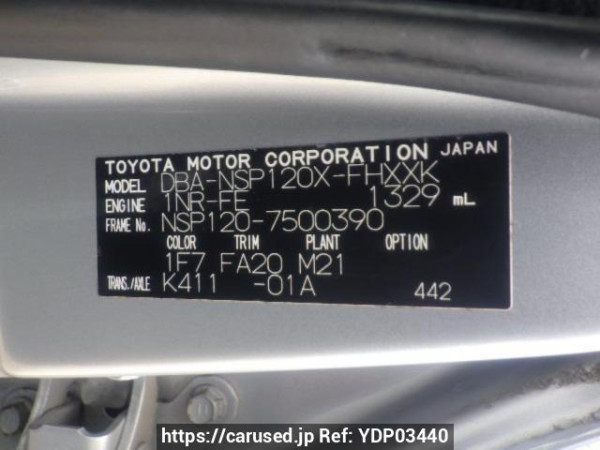 TOYOTA MOTOR CORPORATION JAPAN
MODEL DBA-NSP120X-FHXXK
ENGINE 1NR-FE 1329 mL
FRAME No. NSP120-7500390
COLOR TRIM PLANT OPTION
1F7 FA20 M21
TRANS./AXLE K411 -01A 442
https://carused.jp Ref: YDP03440